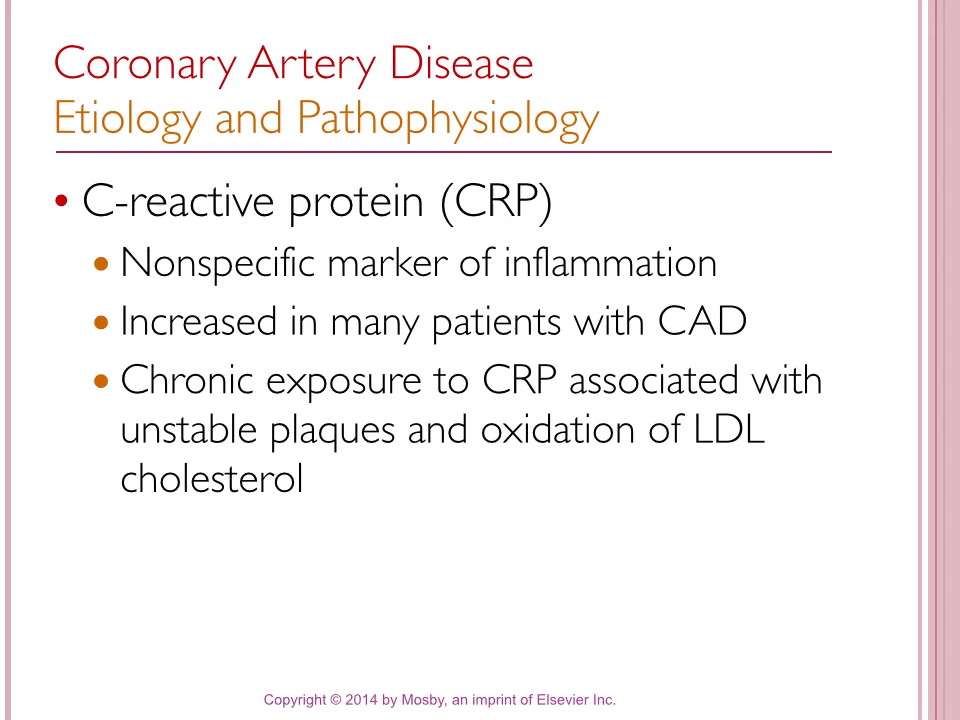 Coronary Artery Disease
Etiology and Pathophysiology
• C-reactive protein (CRP)
• Nonspecific marker of inflammation
• Increased in many patients with CAD
• Chronic exposure to CRP associated with
unstable plaques and oxidation of LDL
cholesterol
Copyright © 2014 by Mosby, an imprint of Elsevier Inc.